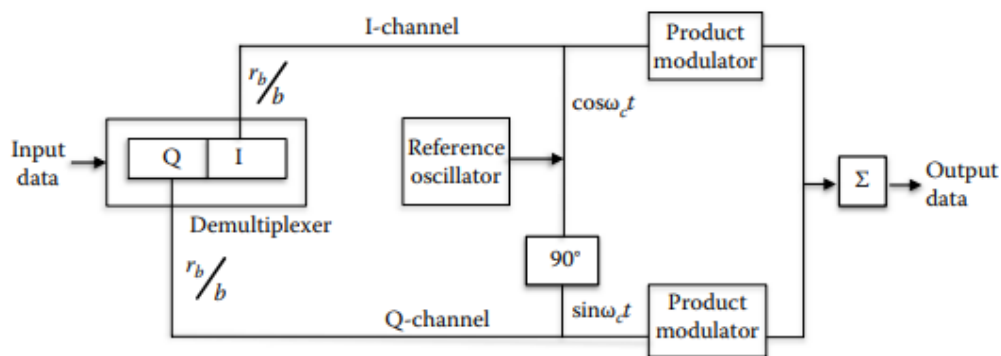 I-channel
Product
modulator
r_b/b
cosω_ct
Input
data
Q I
Reference
oscillator
Σ
Output
data
Demultiplexer
r_b/b
90°
Q-channel
sinω_ct
Product
modulator